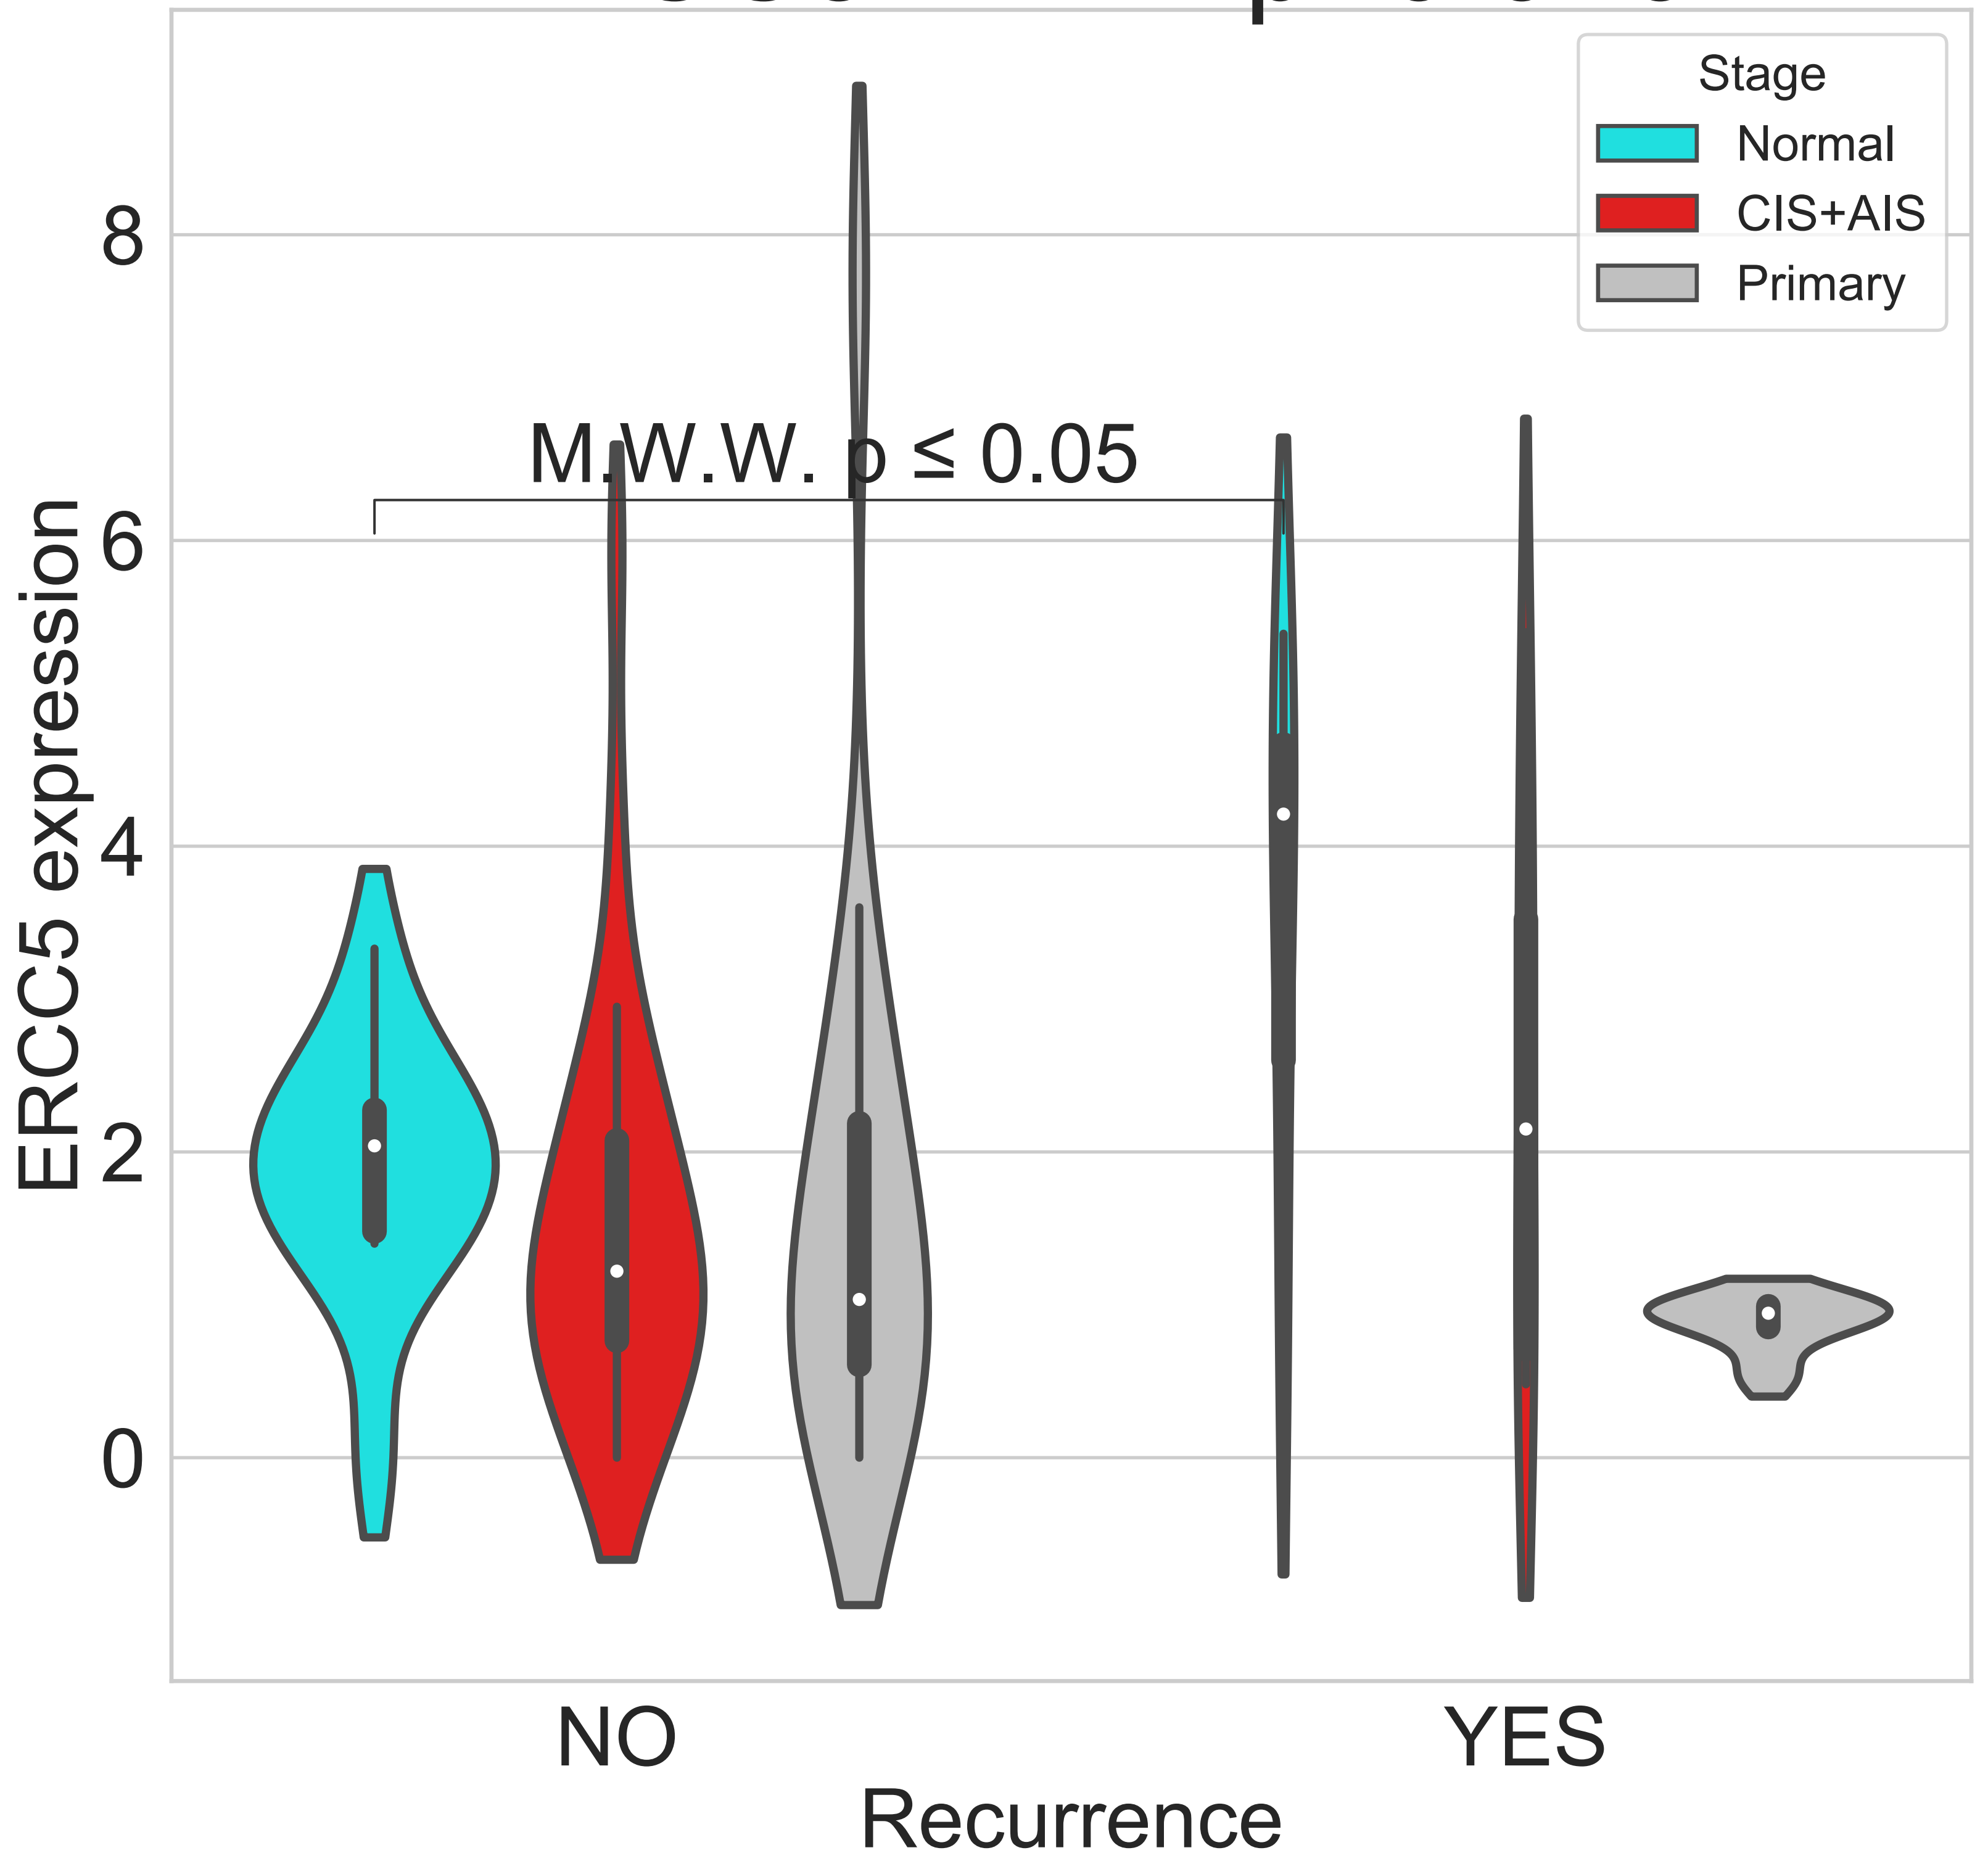 Stage
Normal
CIS+AIS
Primary
M.W.W. p ≤ 0.05
ERCC5 expression
8
6
4
2
0
NO
YES
Recurrence